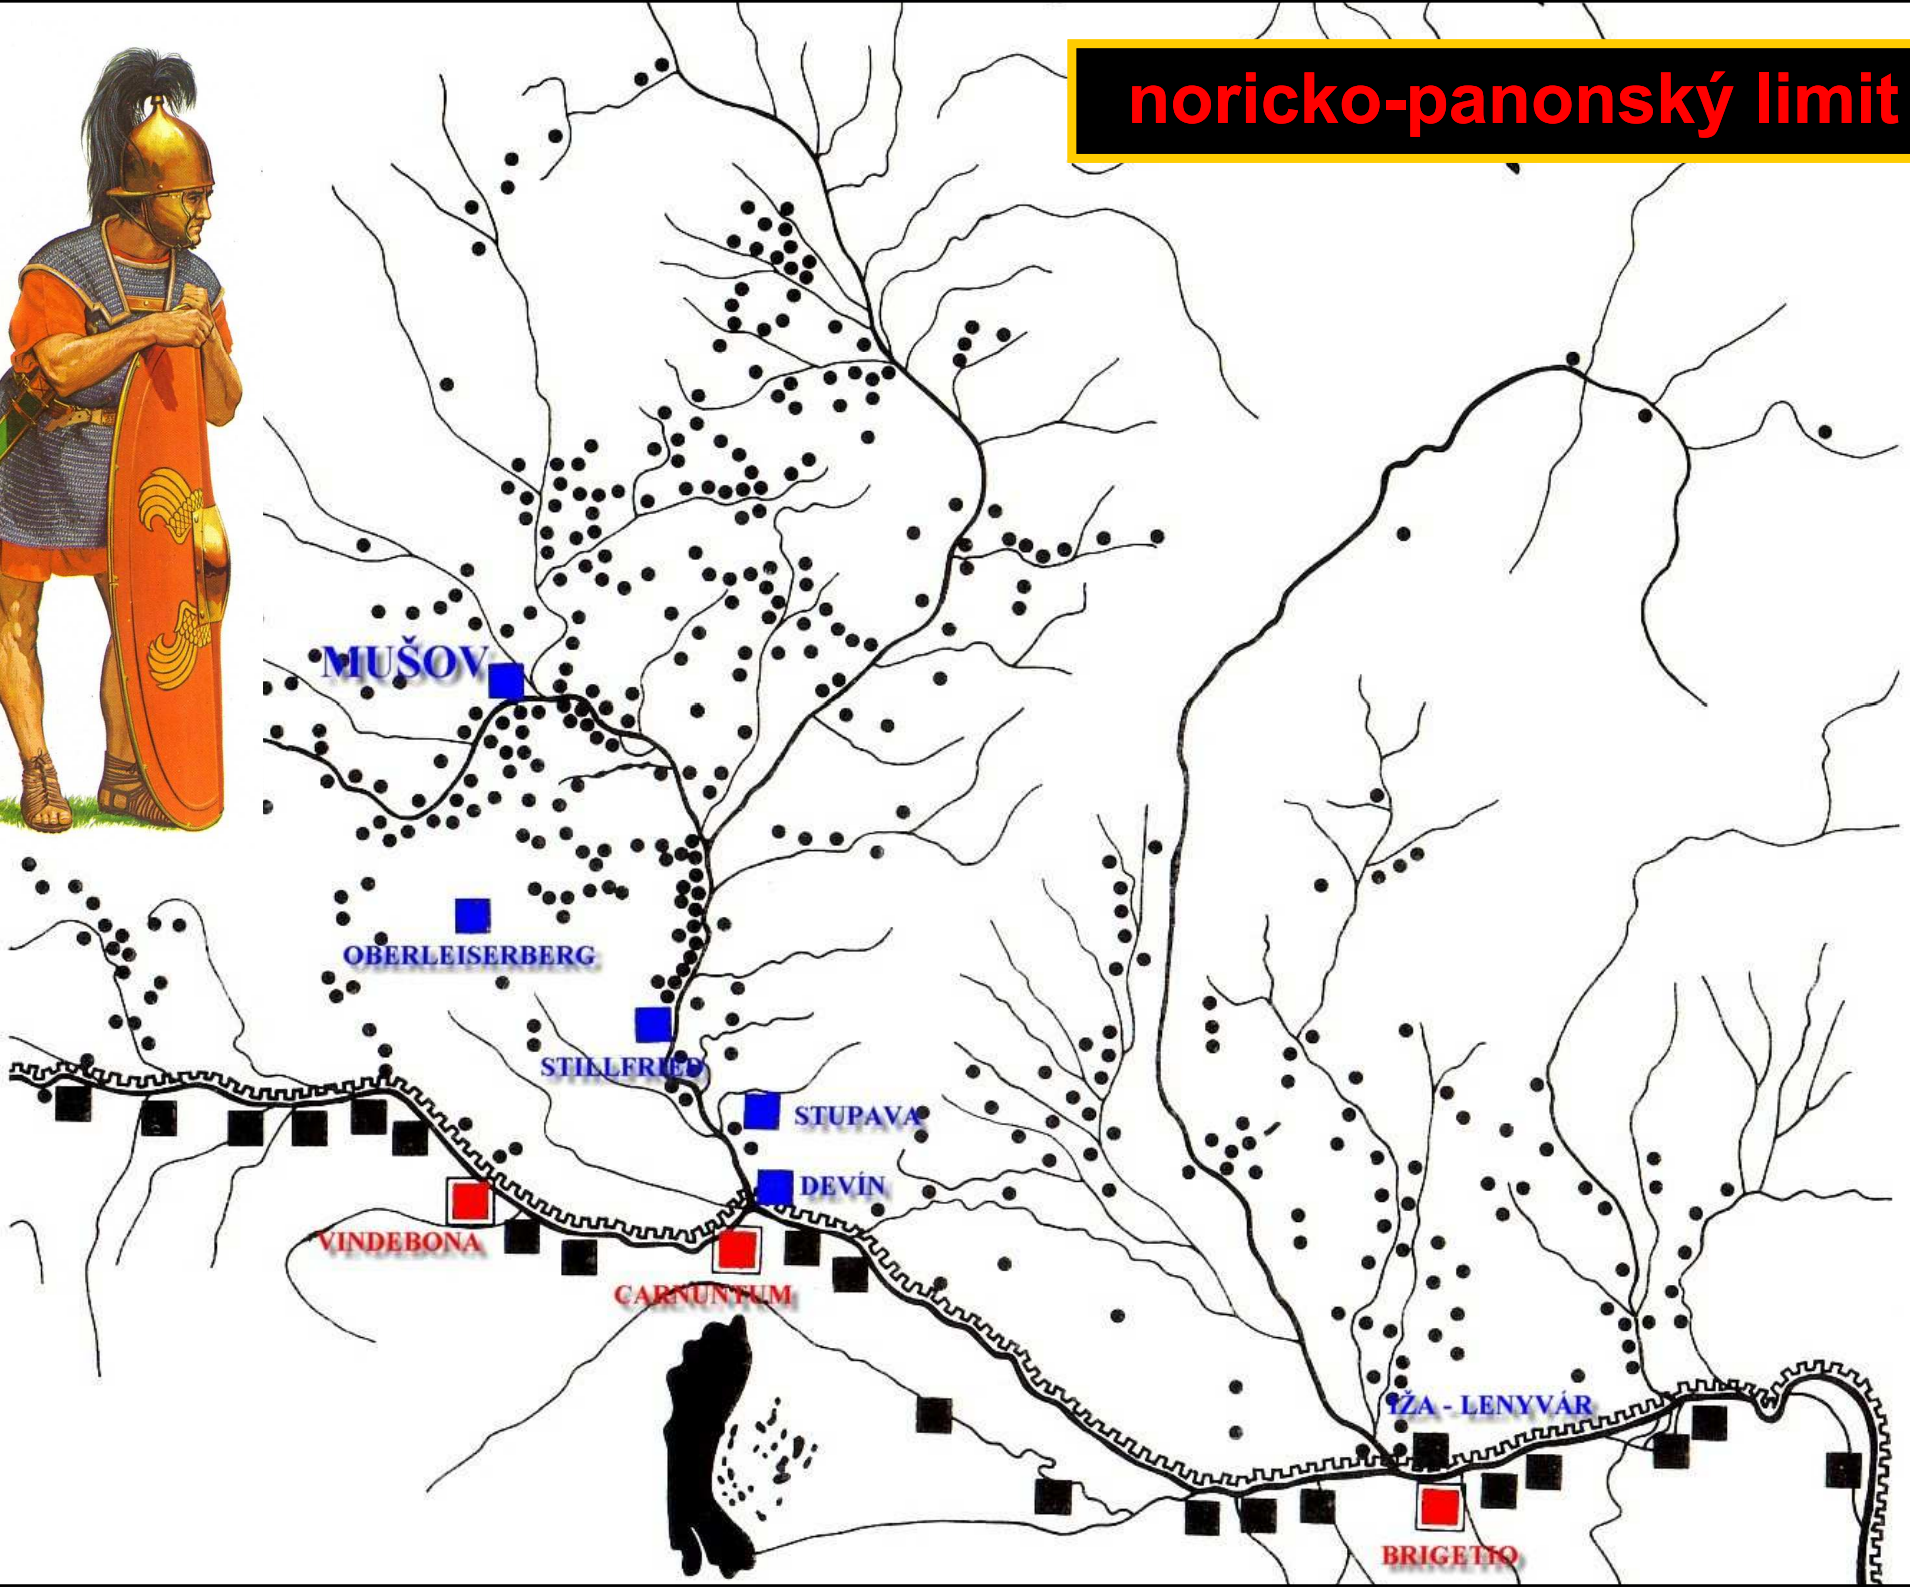 noricko-panonský limit
MUŠOV
OBERLEISERBERG
STILLFRIED
STUPAVA
DEVÍN
VINDEBONA
CARNUNTUM
IŽA - LENYVÁR
BRIGETIO